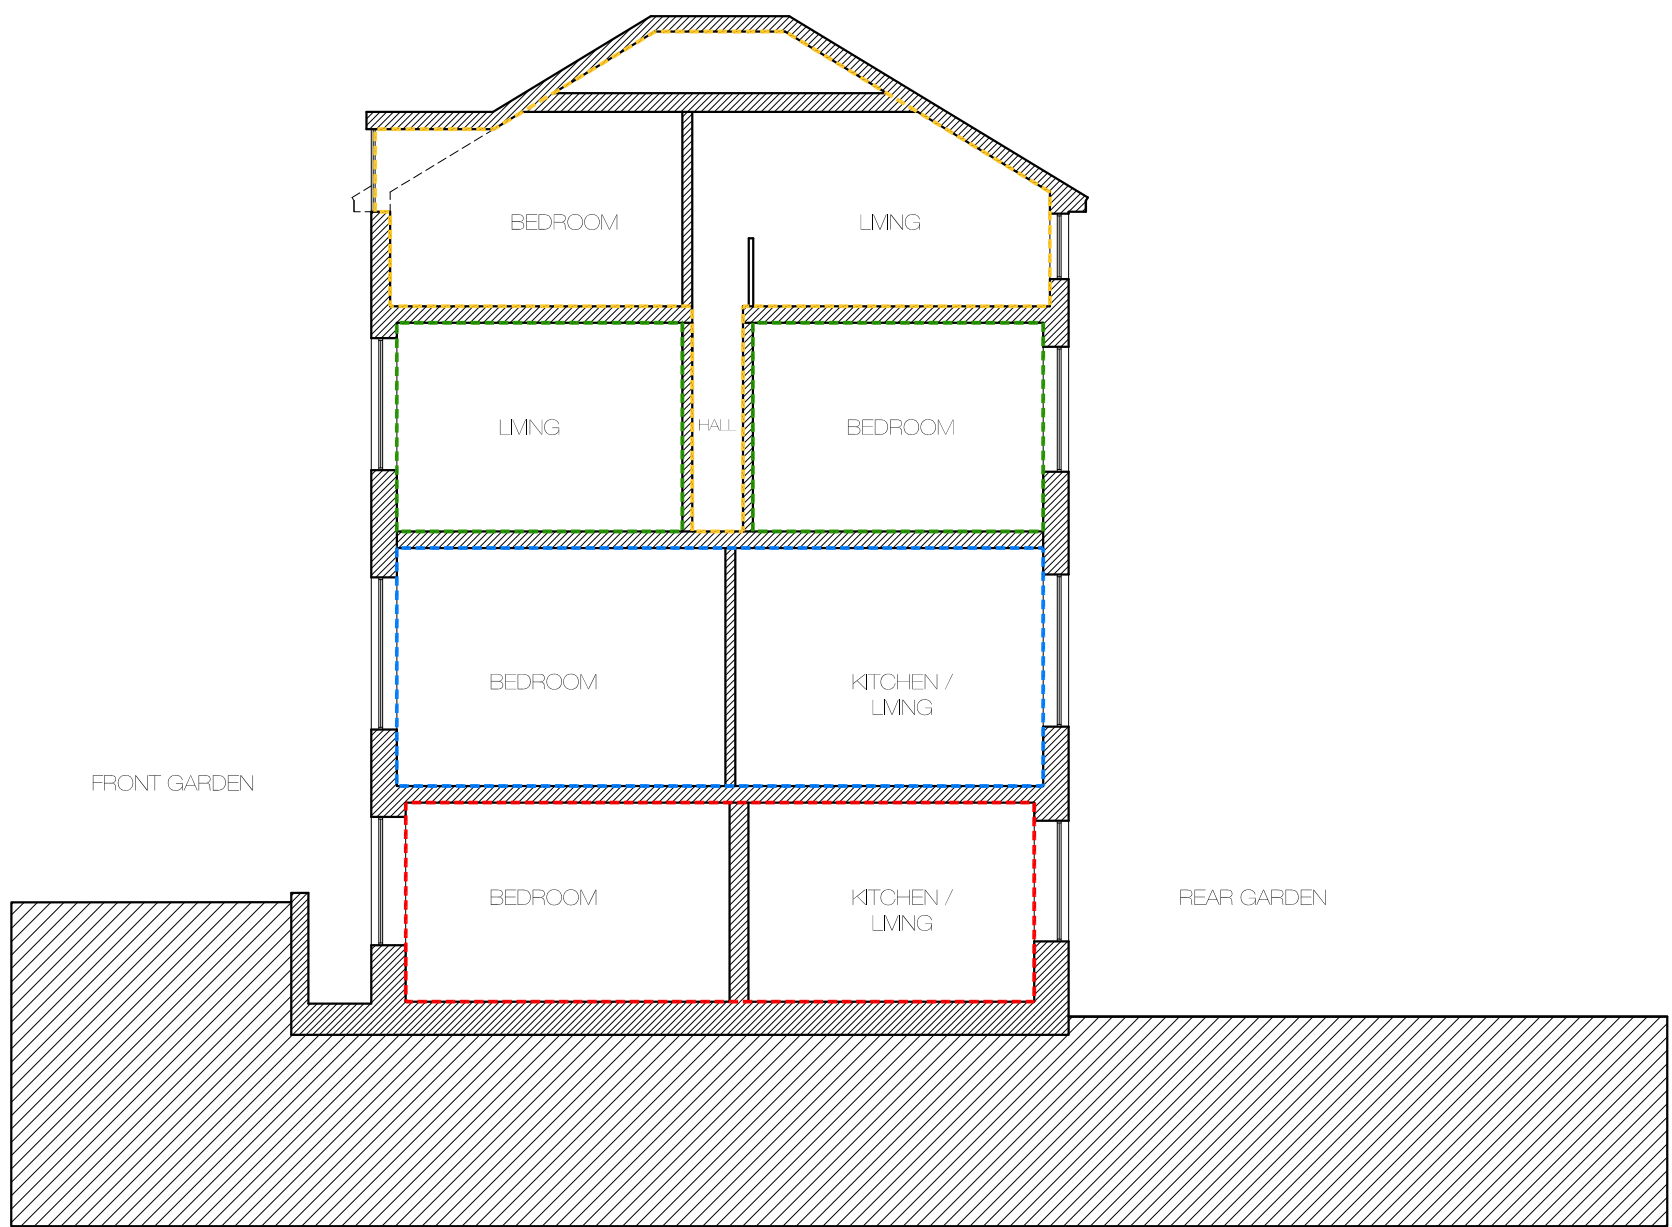 BEDROOM
LIVING
LIVING
HALL
BEDROOM
BEDROOM
KITCHEN /
LIVING
FRONT GARDEN
BEDROOM
KITCHEN /
LIVING
REAR GARDEN